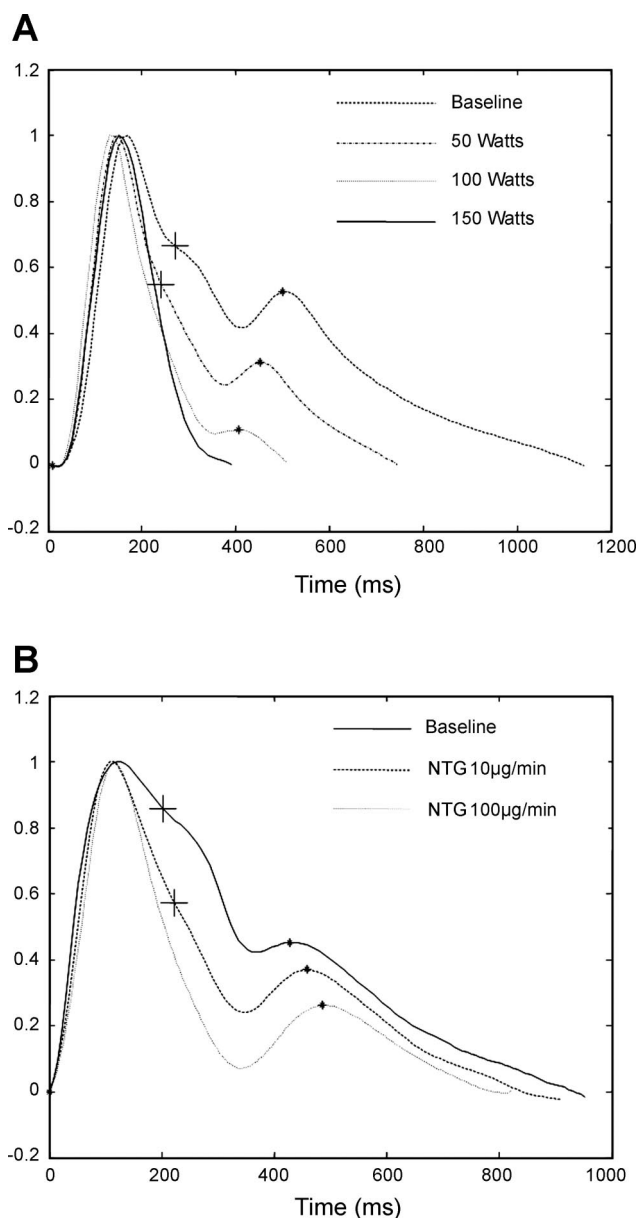 A
1.2
1
0.8
0.6
0.4
0.2
0
-0.2
Baseline
50 Watts
100 Watts
150 Watts
0 200 400 600 800 1000 1200
Time (ms)
B
1.2
1
0.8
0.6
0.4
0.2
0
-0.2
Baseline
NTG 10µg/min
NTG 100µg/min
0 200 400 600 800 1000
Time (ms)